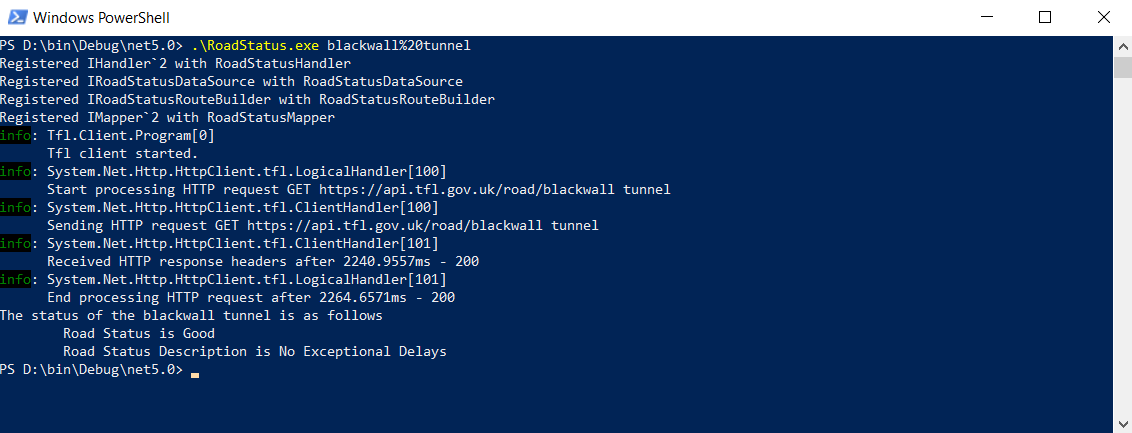 Windows PowerShell
PS D:\bin\Debug\net5.0> .\RoadStatus.exe blackwall%20tunnel
Registered IHandler`2 with RoadStatusHandler
Registered IRoadStatusDataSource with RoadStatusDataSource
Registered IRoadStatusRouteBuilder with RoadStatusRouteBuilder
Registered IMapper`2 with RoadStatusMapper
info: Tfl.Client.Program[0]
      Tfl client started.
info: System.Net.Http.HttpClient.tfl.LogicalHandler[100]
      Start processing HTTP request GET https://api.tfl.gov.uk/road/blackwall tunnel
info: System.Net.Http.HttpClient.tfl.ClientHandler[100]
      Sending HTTP request GET https://api.tfl.gov.uk/road/blackwall tunnel
info: System.Net.Http.HttpClient.tfl.ClientHandler[101]
      Received HTTP response headers after 2240.9557ms - 200
info: System.Net.Http.HttpClient.tfl.LogicalHandler[101]
      End processing HTTP request after 2264.6571ms - 200
The status of the blackwall tunnel is as follows
        Road Status is Good
        Road Status Description is No Exceptional Delays
PS D:\bin\Debug\net5.0>